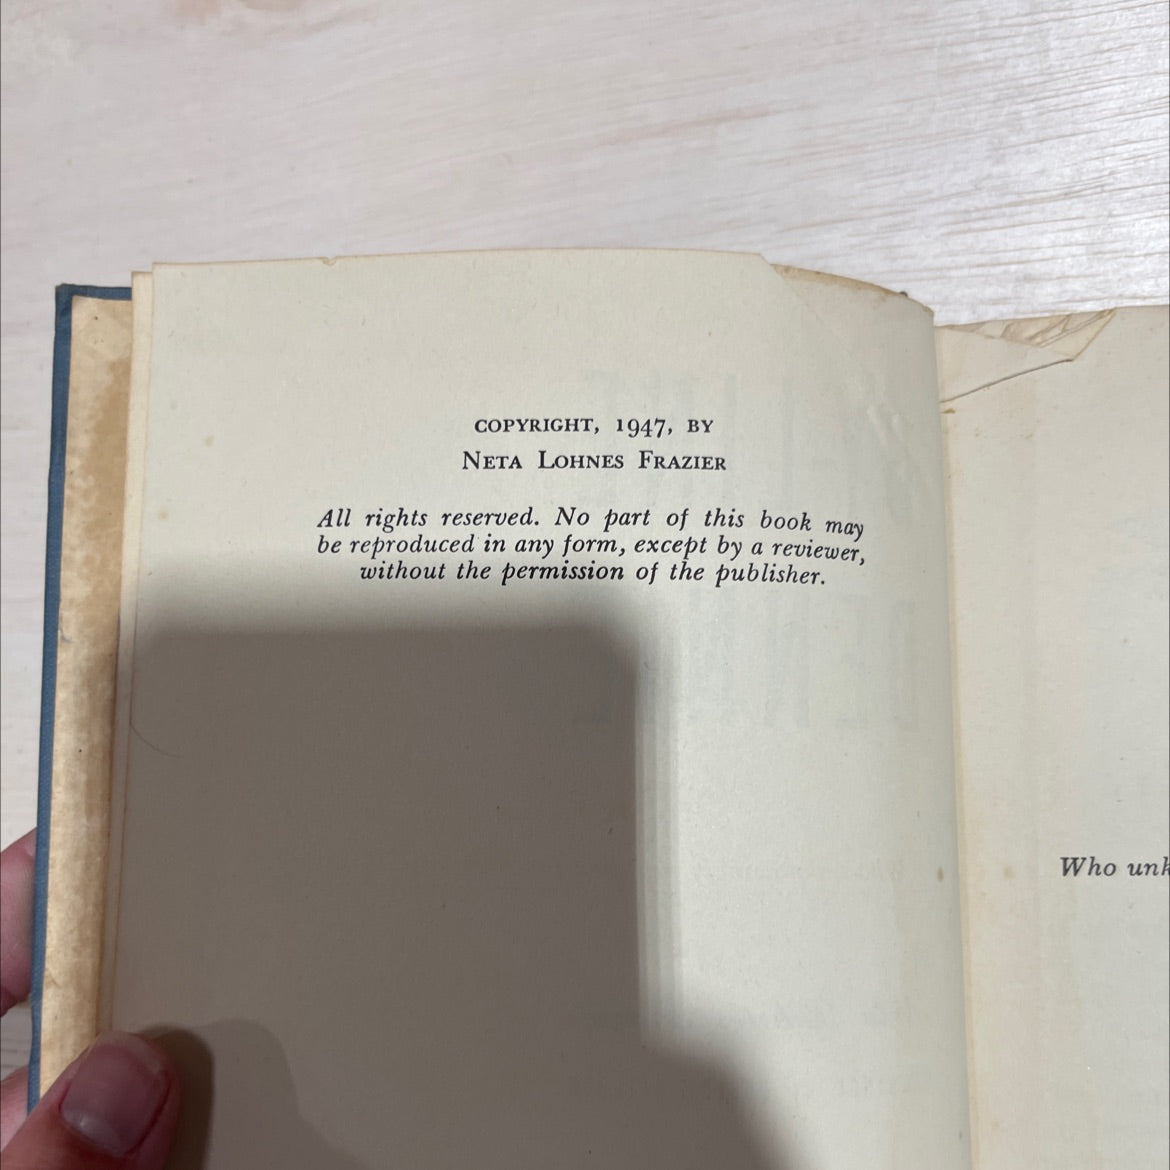 COPYRIGHT, 1947, BY
NETA LOHNES FRAZIER
All rights reserved. No part of this book may
be reproduced in any form, except by a reviewer,
without the permission of the publisher.
Who